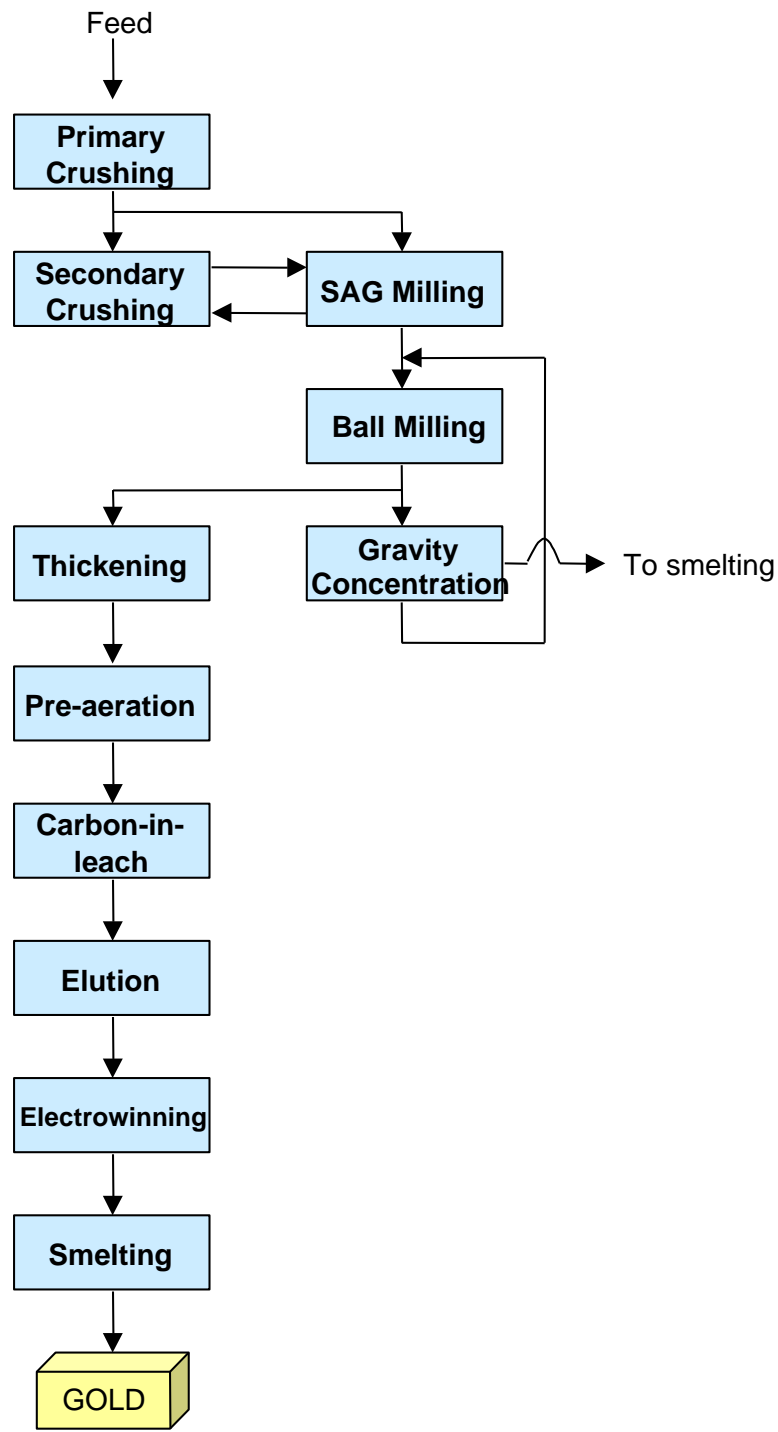 Feed
Primary
Crushing
Secondary
Crushing
SAG Milling
Ball Milling
Thickening
Gravity
Concentration
To smelting
Pre-aeration
Carbon-in-
leach
Elution
Electrowinning
Smelting
GOLD